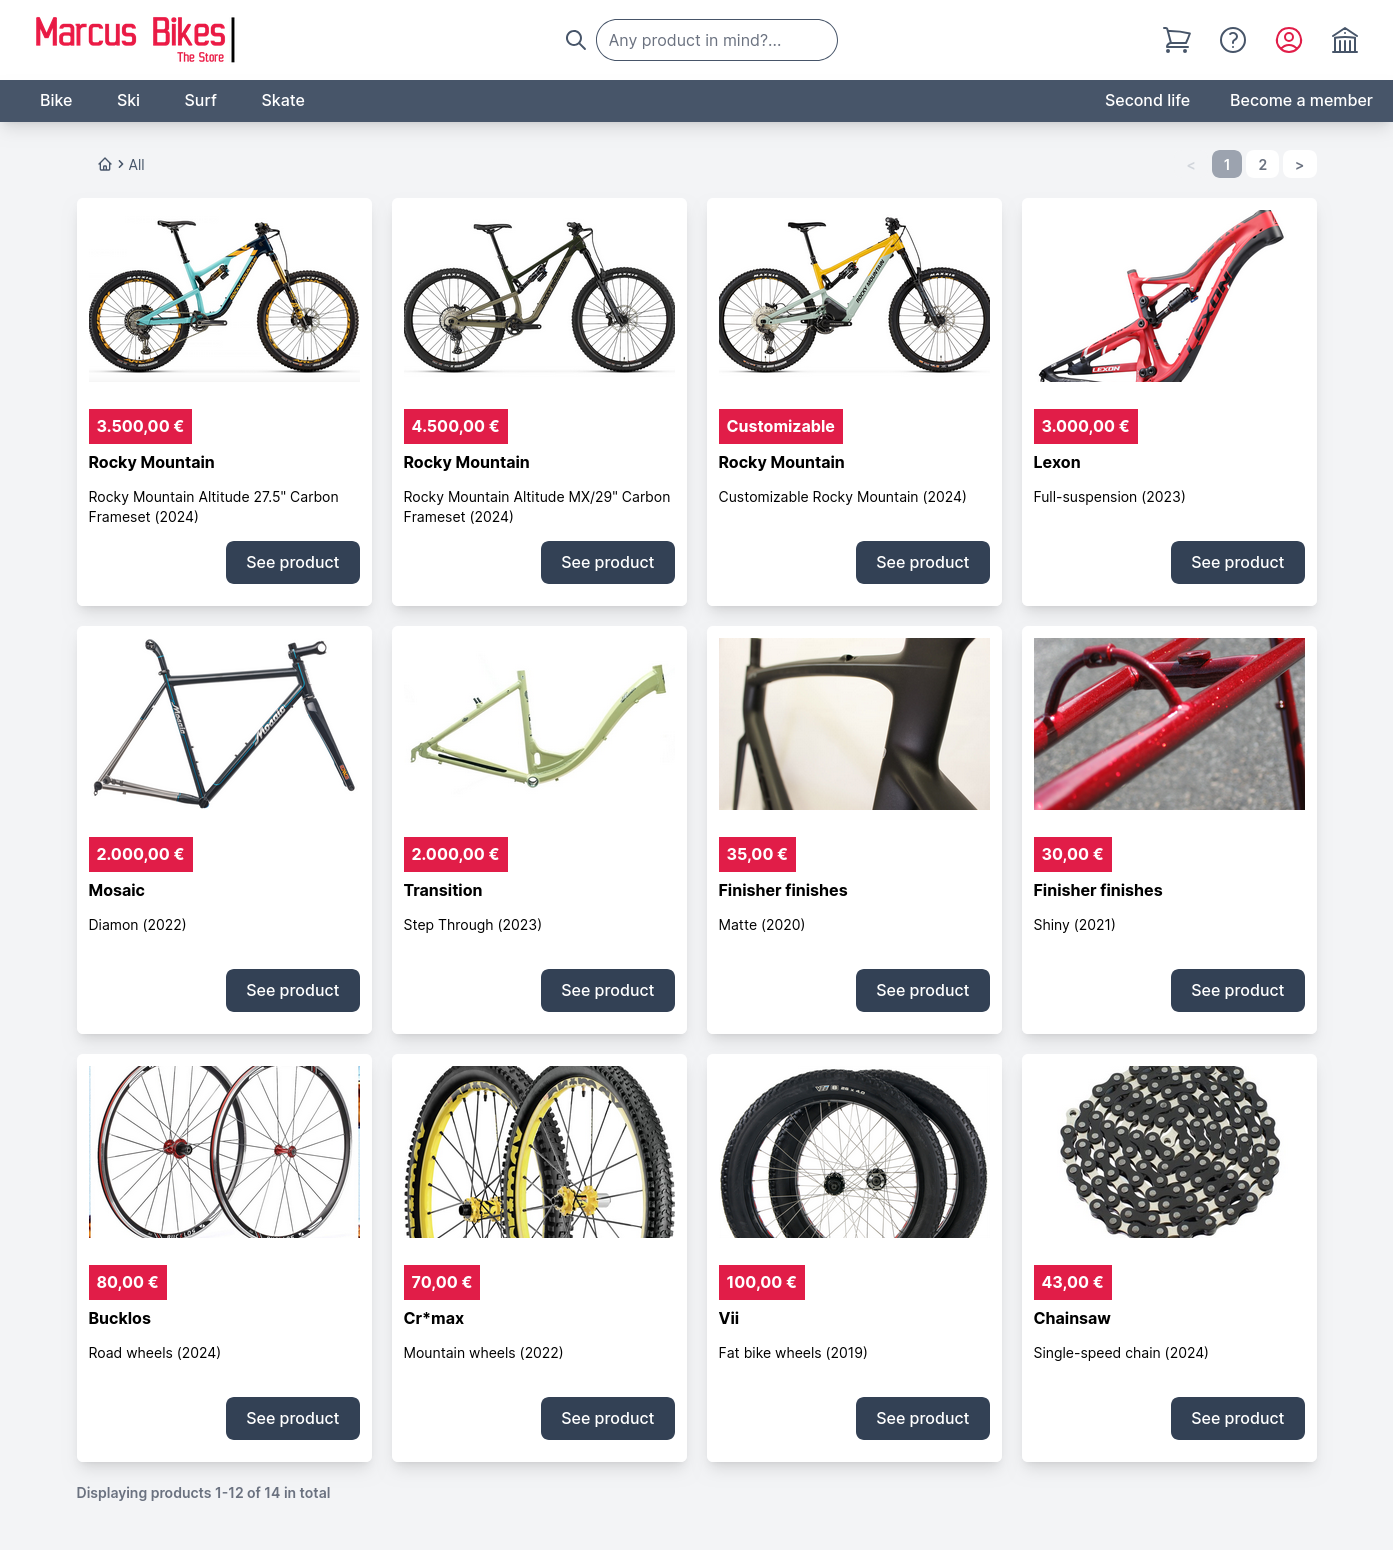 Marcus Bikes
The Store
Any product in mind?...
Bike
Ski
Surf
Skate
Second life
Become a member
All
<
1
2
>
ROCKY MOUNTAIN
LEXON
LEXON
3.500,00 €
4.500,00 €
Customizable
3.000,00 €
Rocky Mountain
Rocky Mountain
Rocky Mountain
Lexon
Rocky Mountain Altitude 27.5" Carbon
Frameset (2024)
Rocky Mountain Altitude MX/29" Carbon
Frameset (2024)
Customizable Rocky Mountain (2024)
Full-suspension (2023)
See product
See product
See product
See product
Mosaic
Mosaic
2.000,00 €
2.000,00 €
35,00 €
30,00 €
Mosaic
Transition
Finisher finishes
Finisher finishes
Diamon (2022)
Step Through (2023)
Matte (2020)
Shiny (2021)
See product
See product
See product
See product
80,00 €
70,00 €
100,00 €
43,00 €
Bucklos
Cr*max
Vii
Chainsaw
Road wheels (2024)
Mountain wheels (2022)
Fat bike wheels (2019)
Single-speed chain (2024)
See product
See product
See product
See product
Displaying products 1-12 of 14 in total